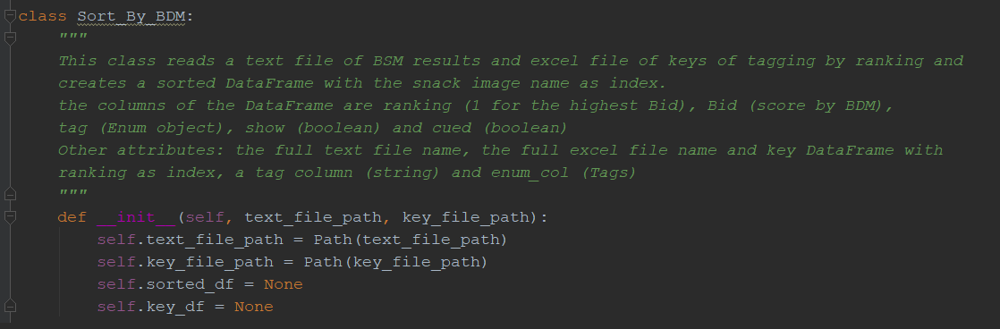 class Sort_By_BDM:
    """
    This class reads a text file of BSM results and excel file of keys of tagging by ranking and
    creates a sorted DataFrame with the snack image name as index.
    the columns of the DataFrame are ranking (1 for the highest Bid), Bid (score by BDM),
    tag (Enum object), show (boolean) and cued (boolean)
    Other attributes: the full text file name, the full excel file name and key DataFrame with
    ranking as index, a tag column (string) and enum_col (Tags)
    """
    def __init__(self, text_file_path, key_file_path):
        self.text_file_path = Path(text_file_path)
        self.key_file_path = Path(key_file_path)
        self.sorted_df = None
        self.key_df = None